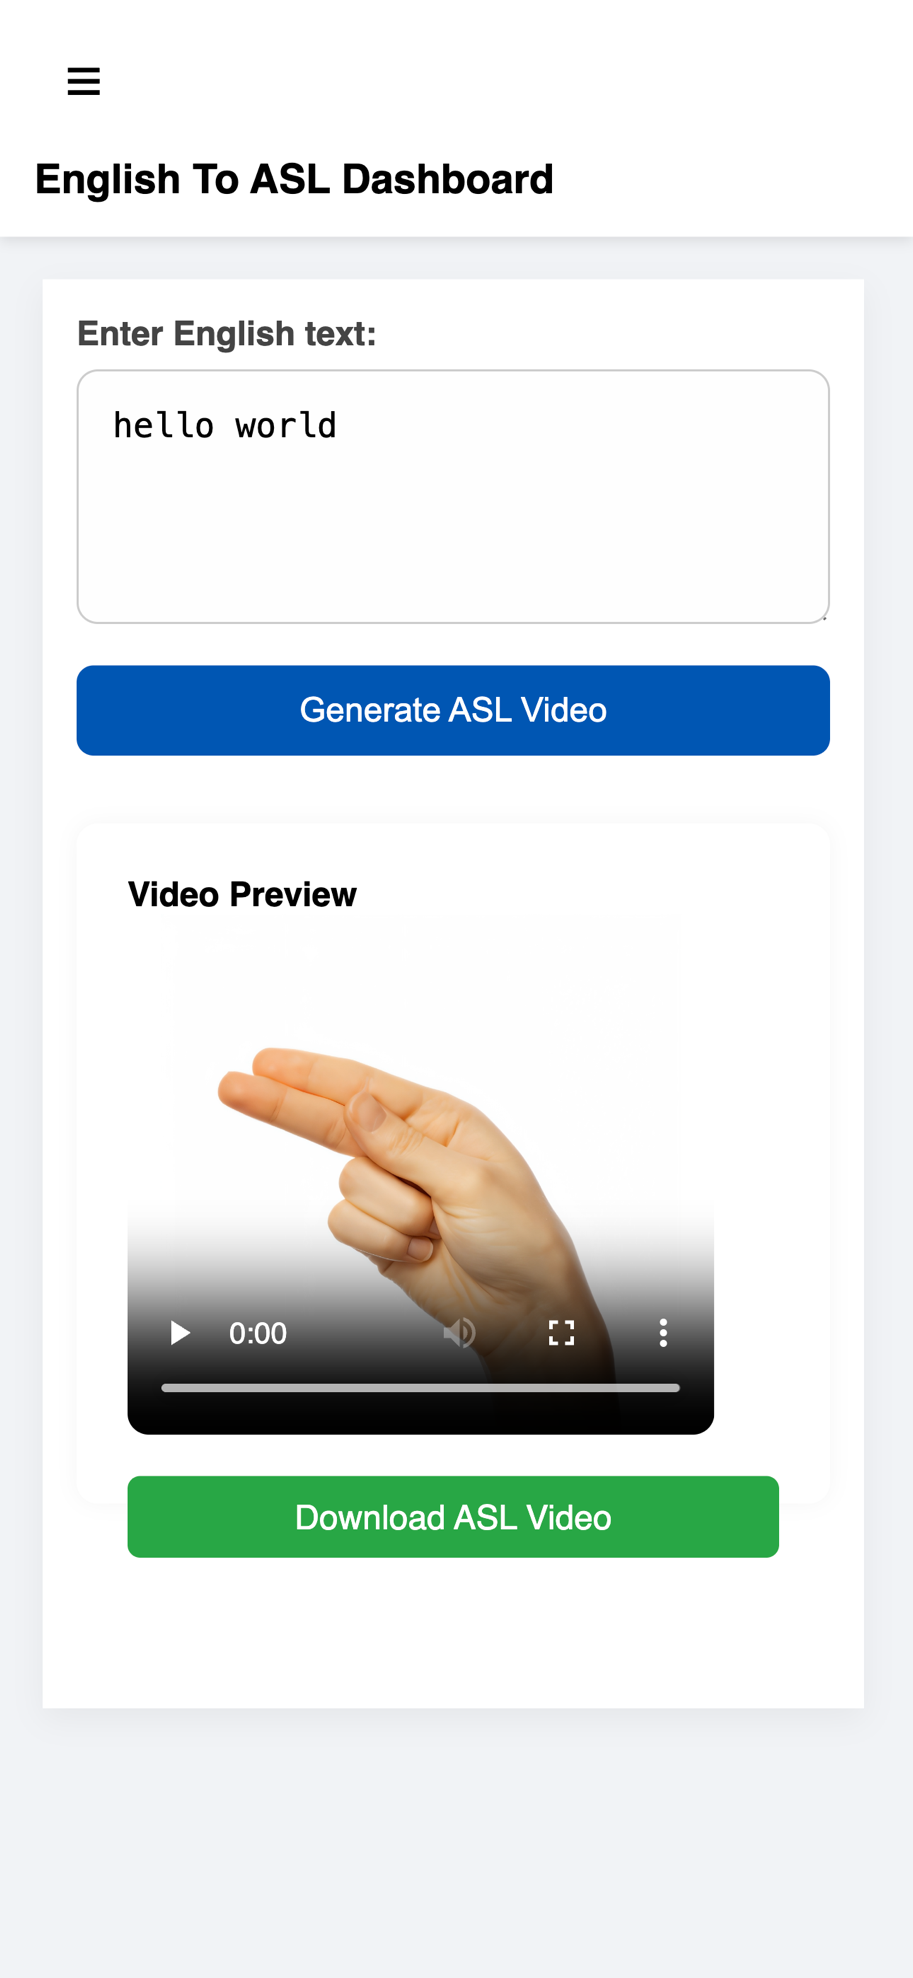 English To ASL Dashboard
Enter English text:
hello world
Generate ASL Video
Video Preview
0:00
Download ASL Video